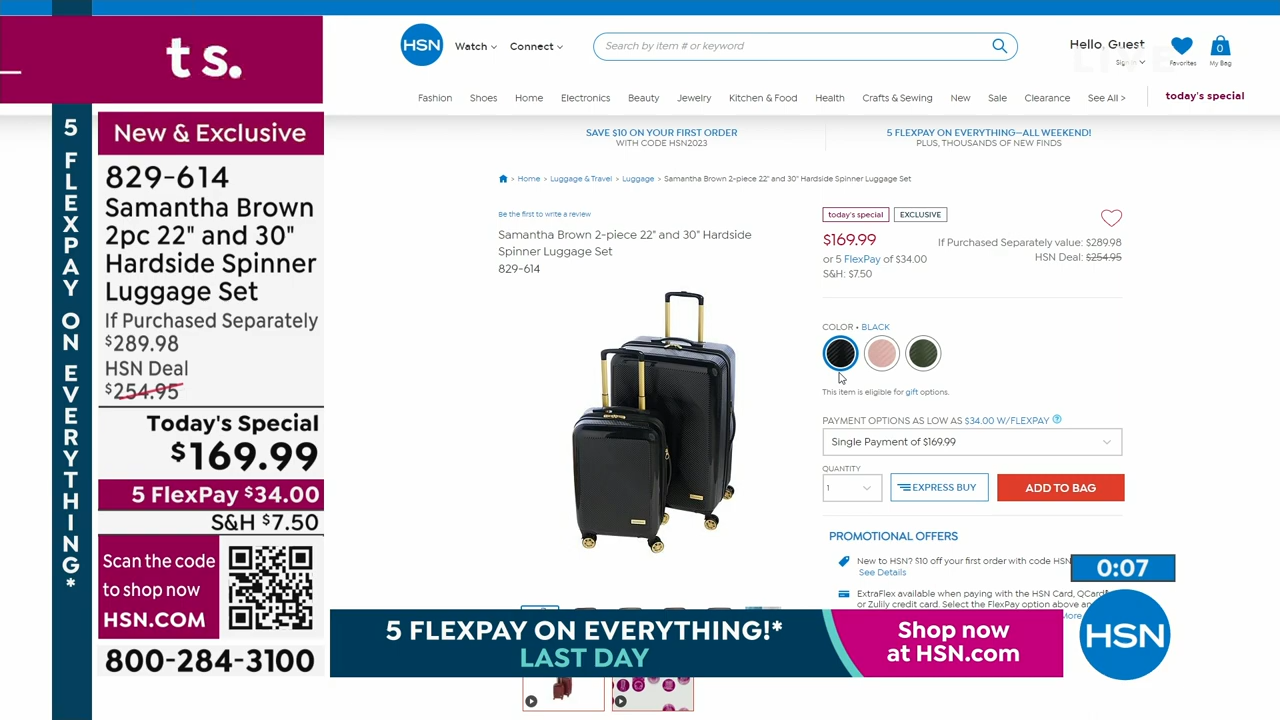 t s.
5 FLEXPAY ON EVERYTHING*
New & Exclusive
829-614
Samantha Brown
2pc 22" and 30"
Hardside Spinner
Luggage Set
If Purchased Separately
$289.98
HSN Deal
$254.95
Today's Special
$169.99
5 FlexPay $34.00
S&H $7.50
Scan the code
to shop now
HSN.COM
800-284-3100
HSN
Watch
Connect
Search by item # or keyword
Hello, Guest
Sign In
Favorites
0
My Bag
LIVE
Fashion Shoes Home Electronics Beauty Jewelry Kitchen & Food Health Crafts & Sewing New Sale Clearance See All >
today's special
SAVE $10 ON YOUR FIRST ORDER
WITH CODE HSN2023
5 FLEXPAY ON EVERYTHING—ALL WEEKEND!
PLUS, THOUSANDS OF NEW FINDS
> Home > Luggage & Travel > Luggage > Samantha Brown 2-piece 22" and 30" Hardside Spinner Luggage Set
Be the first to write a review
Samantha Brown 2-piece 22" and 30" Hardside
Spinner Luggage Set
829-614
today's special
EXCLUSIVE
$169.99
If Purchased Separately value: $289.98
or 5 FlexPay of $34.00
HSN Deal: $254.95
S&H: $7.50
COLOR • BLACK
This item is eligible for gift options.
PAYMENT OPTIONS AS LOW AS $34.00 W/FLEXPAY ?
Single Payment of $169.99
QUANTITY
1
EXPRESS BUY
ADD TO BAG
PROMOTIONAL OFFERS
New to HSN? $10 off your first order with code HSN
See Details
ExtraFlex available when paying with the HSN Card, QCard
or Zulily credit card. Select the FlexPay option above an
More
0:07
5 FLEXPAY ON EVERYTHING!*
LAST DAY
Shop now
at HSN.com
HSN